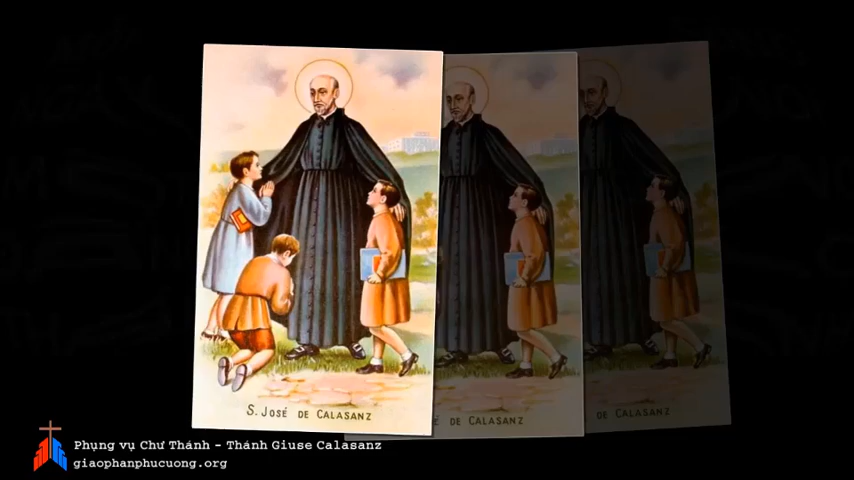 S. JOSÉ DE CALASANZ
É DE CALASANZ
DE CALASANZ
Phụng vụ Chư Thánh - Thánh Giuse Calasanz
giaophanphucuong.org